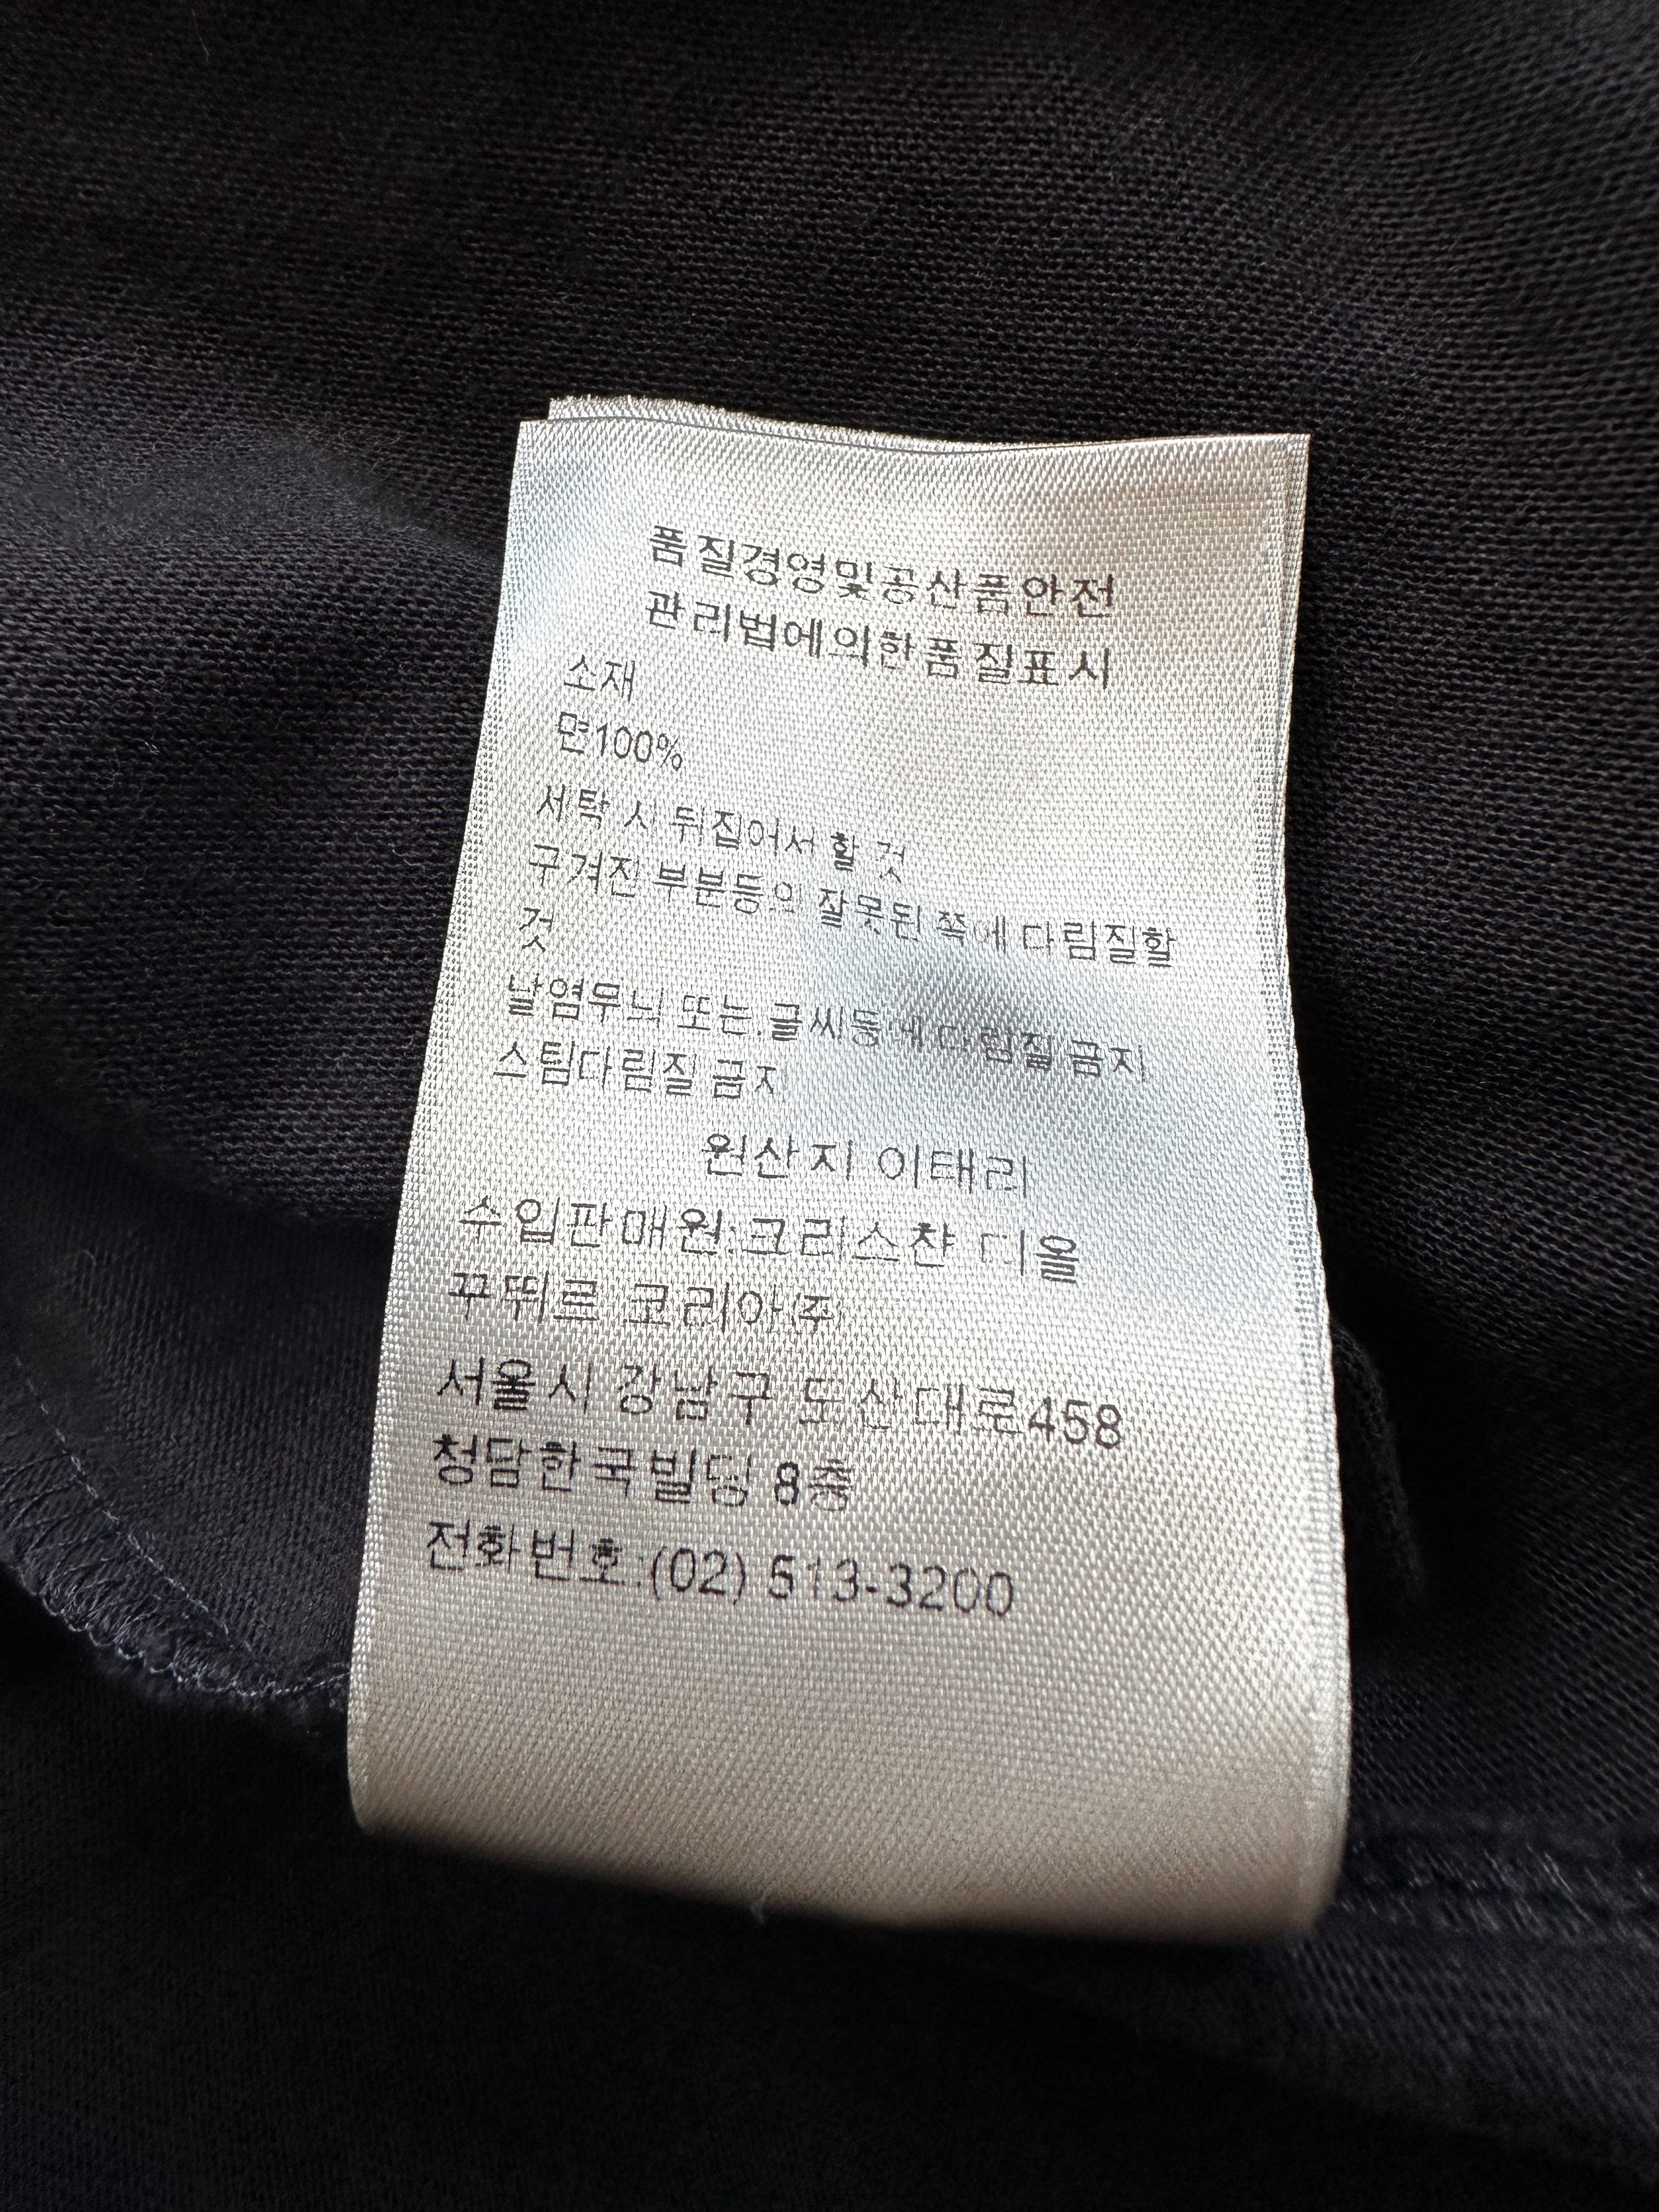 품질경영및공산품안전
관리법에의한품질표시
소재
면100%
세탁 시 뒤집어서 할 것
구겨진 부분등의 잘못된 쪽에 다림질할
것
날염무늬 또는 글씨등에 다림질 금지
스팀다림질 금지
원산지 이태리
수입판매원:크리스챤 디올
꾸뛰르 코리아(주)
서울시 강남구 도산대로458
청담한국빌딩 8층
전화번호:(02) 513-3200